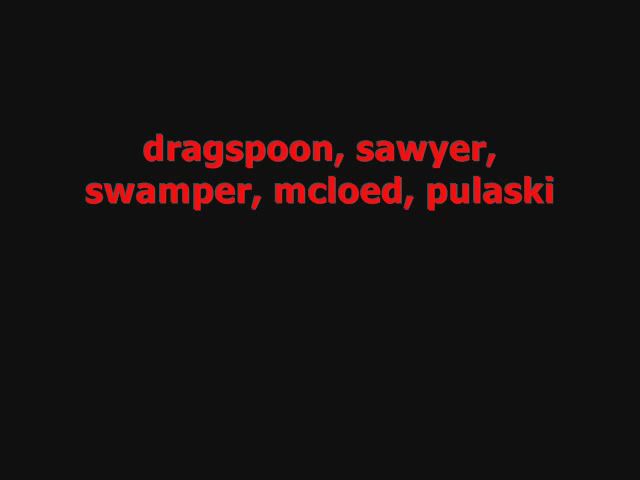 dragspoon, sawyer,
swamper, mcloed, pulaski